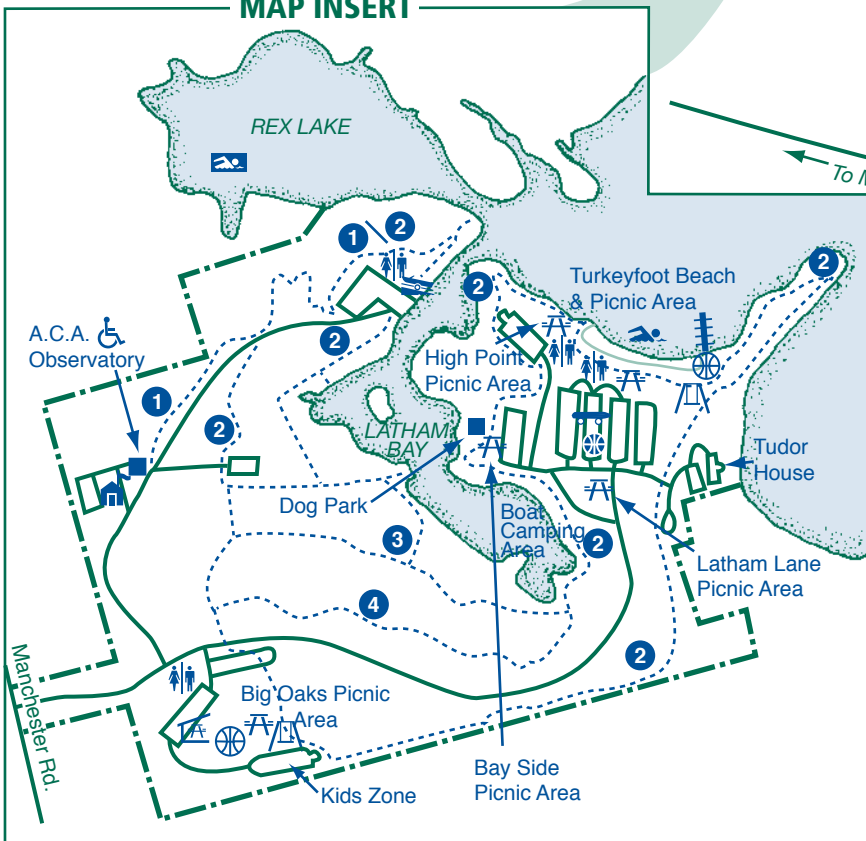 MAP INSERT
REX LAKE
To
1
2
2
2
Turkeyfoot Beach
& Picnic Area
A.C.A.
Observatory
2
High Point
Picnic Area
1
2
LATHAM
BAY
Tudor
House
Dog Park
Boat
Camping
Area
3
2
Latham Lane
Picnic Area
4
2
Manchester Rd.
Big Oaks Picnic
Area
Bay Side
Picnic Area
Kids Zone